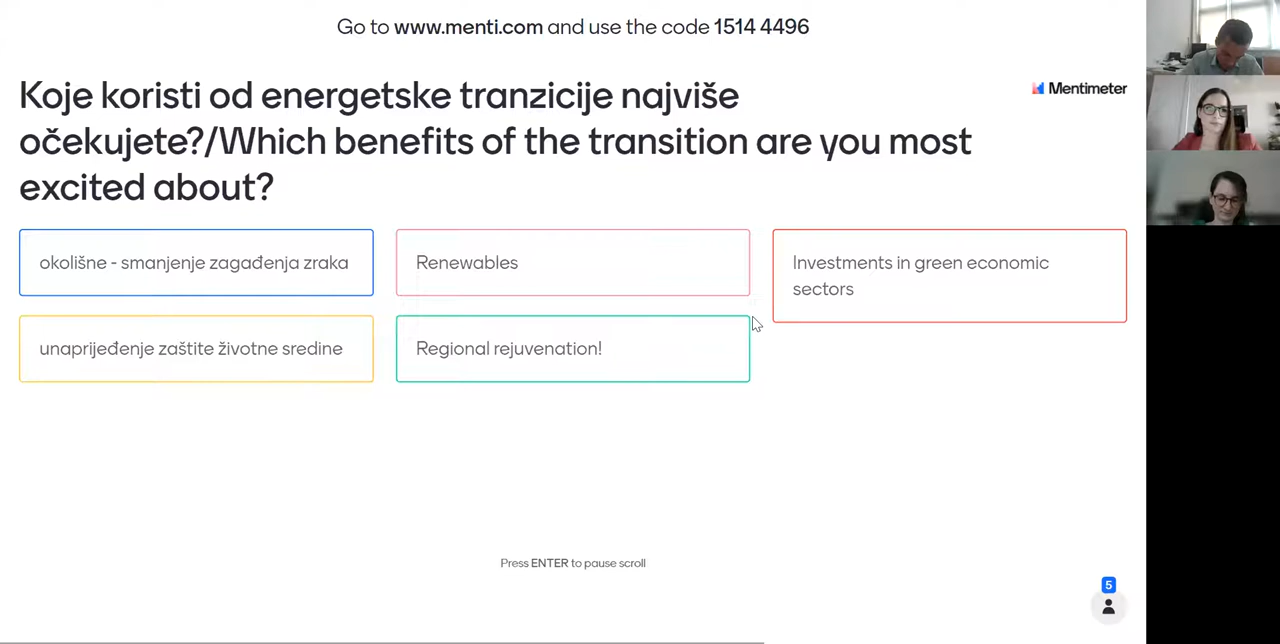 Go to www.menti.com and use the code 1514 4496
Koje koristi od energetske tranzicije najviše
očekujete?/Which benefits of the transition are you most
excited about?
Mentimeter
okolišne - smanjenje zagađenja zraka
Renewables
Investments in green economic
sectors
unaprijeđenje zaštite životne sredine
Regional rejuvenation!
Press ENTER to pause scroll
5